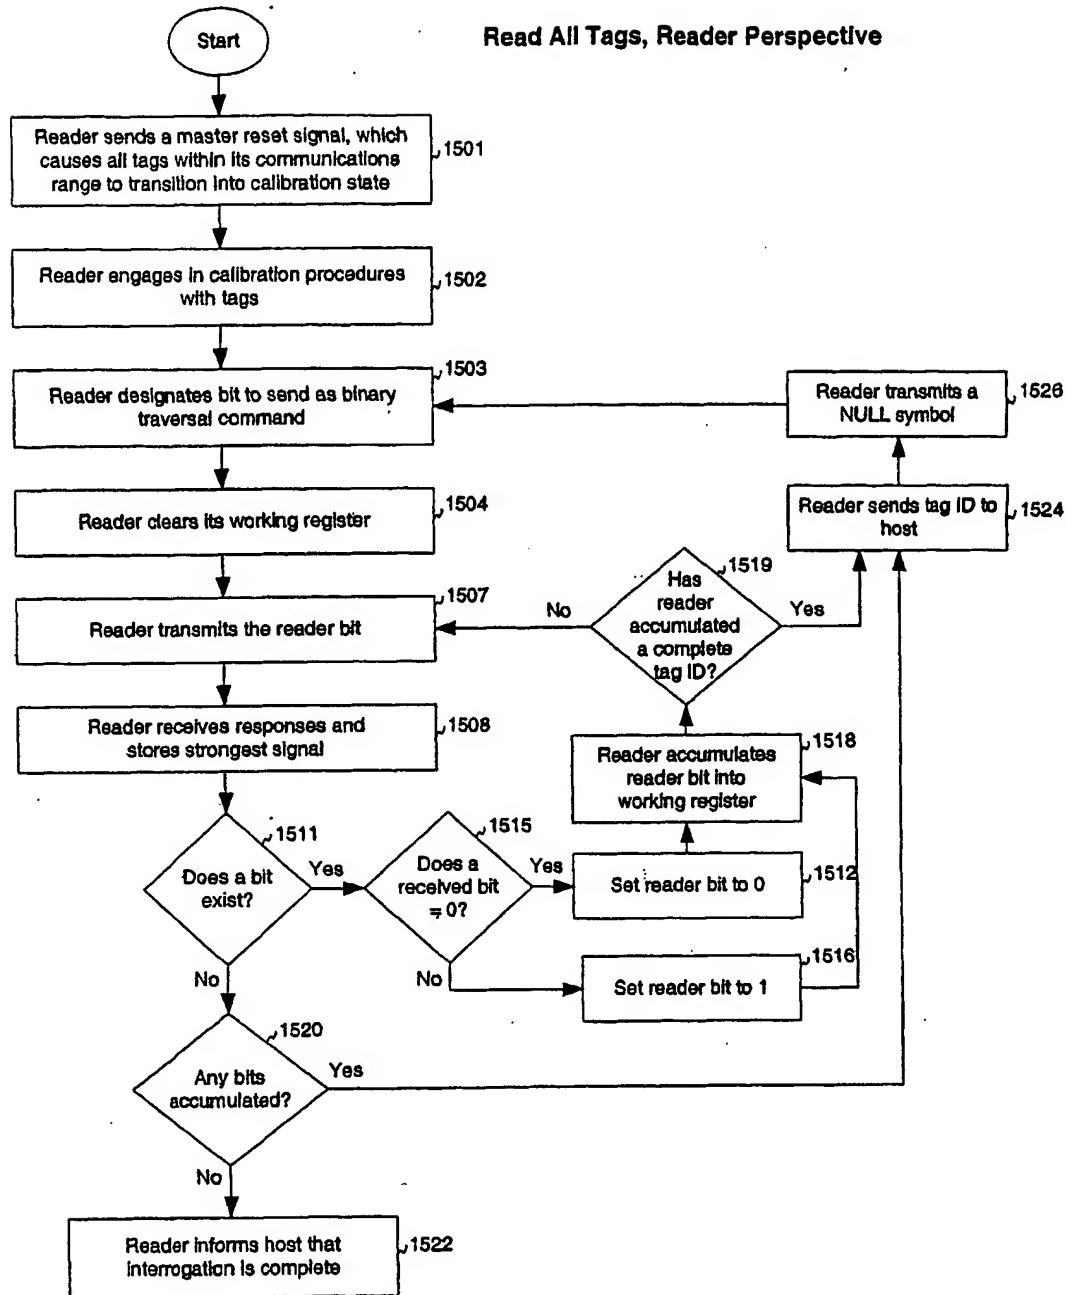 Start
Read All Tags, Reader Perspective
Reader sends a master reset signal, which
causes all tags within its communications
range to transition into calibration state
1501
Reader engages in calibration procedures
with tags
1502
Reader designates bit to send as binary
traversal command
1503
Reader transmits a
NULL symbol
1526
Reader clears its working register
1504
Reader sends tag ID to
host
1524
Reader transmits the reader bit
1507
Has
reader
accumulated
a complete
tag ID?
1519
No
Yes
Reader receives responses and
stores strongest signal
1508
Reader accumulates
reader bit into
working register
1518
Does a bit
exist?
1511
Yes
Does a
received bit
= 0?
1515
Yes
Set reader bit to 0
1512
No
No
Set reader bit to 1
1516
Any bits
accumulated?
1520
Yes
No
Reader informs host that
interrogation is complete
1522